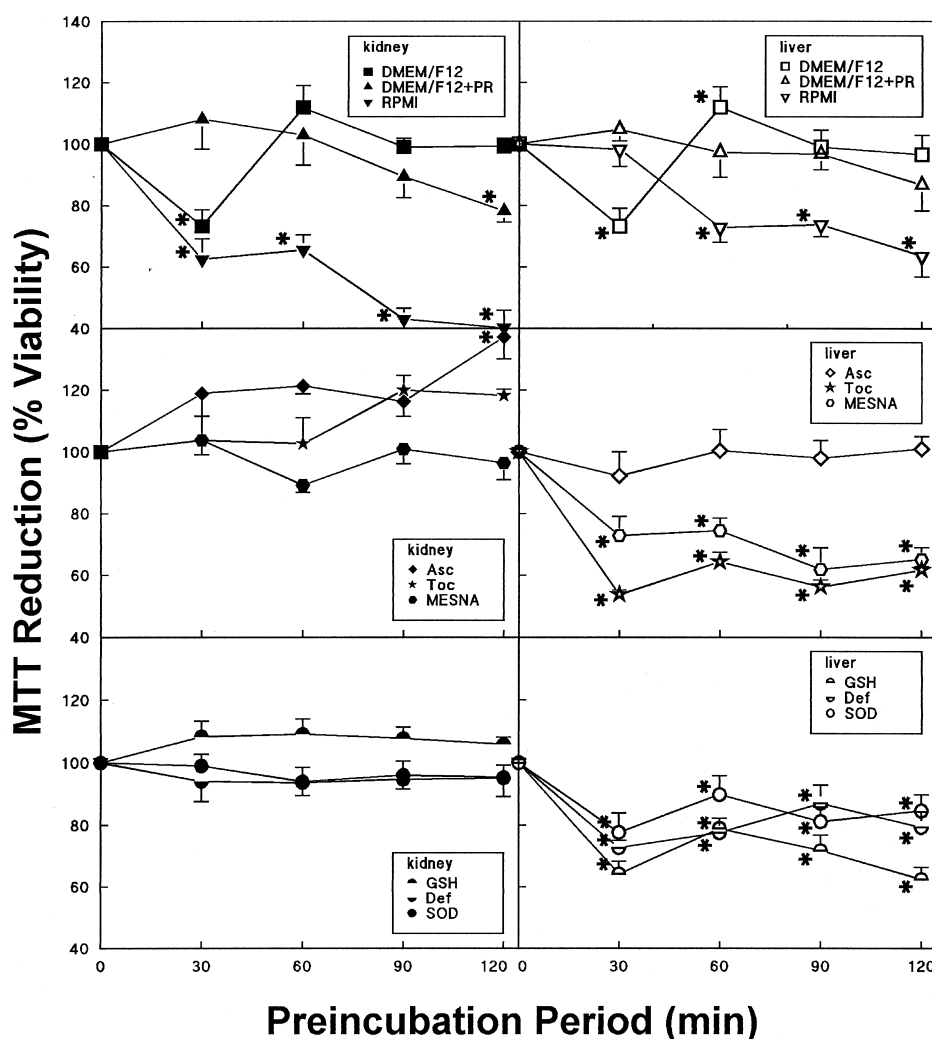 MTT Reduction (% Viability)
140
120
100
80
60
40
kidney
DMEM/F12
DMEM/F12+PR
RPMI
*
*
*
*
*
*
liver
DMEM/F12
DMEM/F12+PR
RPMI
*
*
*
*
*
120
100
80
60
40
kidney
Asc
Toc
MESNA
*
liver
Asc
Toc
MESNA
*
*
*
*
*
*
*
*
100
80
60
40
kidney
GSH
Def
SOD
liver
GSH
Def
SOD
*
*
*
*
*
*
*
*
*
*
*
*
0 30 60 90 120 0 30 60 90 120
Preincubation Period (min)